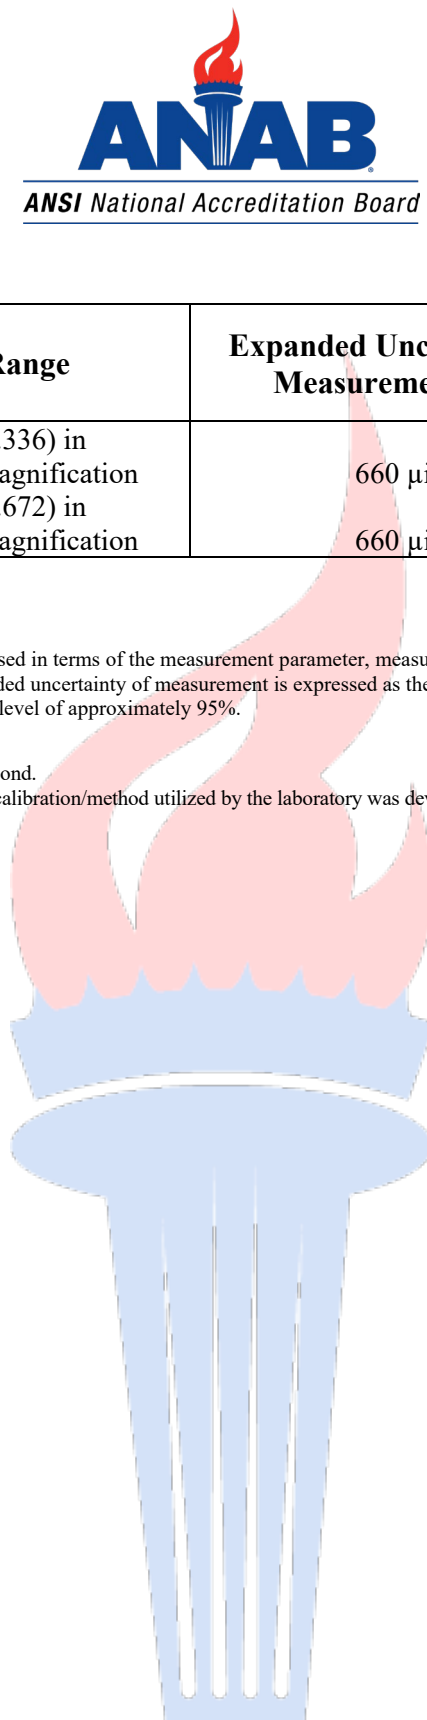 ANAB
ANSI National Accreditation Board
Range
Expanded Unc
Measureme
.336) in
agnification
660 µi
.672) in
agnification
660 µi
sed in terms of the measurement parameter, measu
ded uncertainty of measurement is expressed as the
level of approximately 95%.
ond.
calibration/method utilized by the laboratory was dev